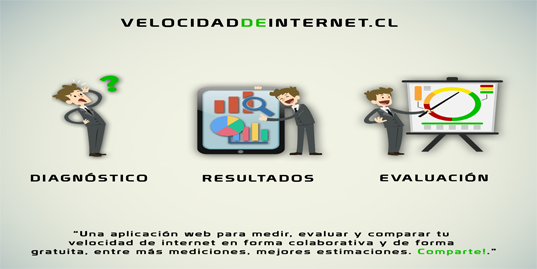 VELOCIDADDEINTERNET.CL
?
DIAGNÓSTICO RESULTADOS EVALUACIÓN
"Una aplicación web para medir, evaluar y comparar tu
velocidad de internet en forma colaborativa y de forma
gratuita, entre más mediciones, mejores estimaciones. Comparte!."